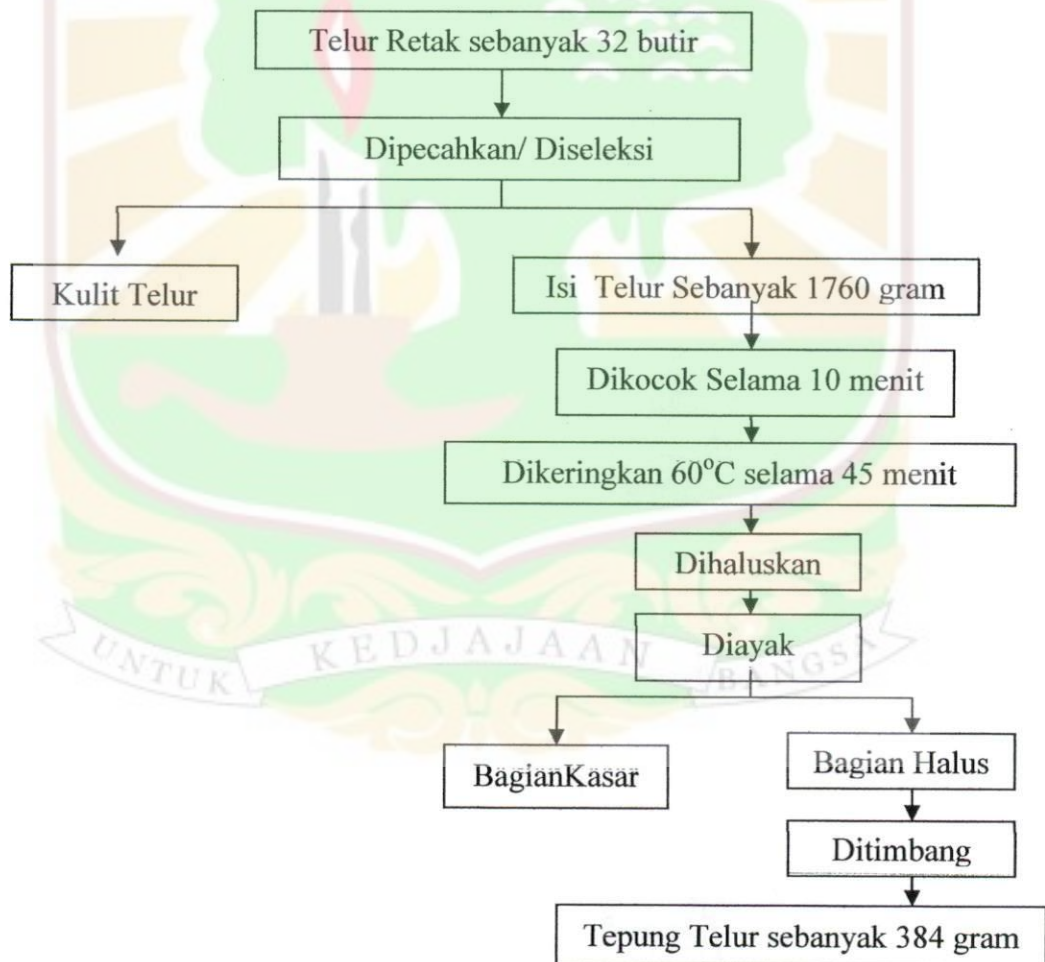 Telur Retak sebanyak 32 butir
Dipecahkan/ Diseleksi
Kulit Telur
Isi Telur Sebanyak 1760 gram
Dikocok Selama 10 menit
Dikeringkan 60°C selama 45 menit
Dihaluskan
Diayak
UNTUK KEDJAJAAN BANGSA
BagianKasar
Bagian Halus
Ditimbang
Tepung Telur sebanyak 384 gram